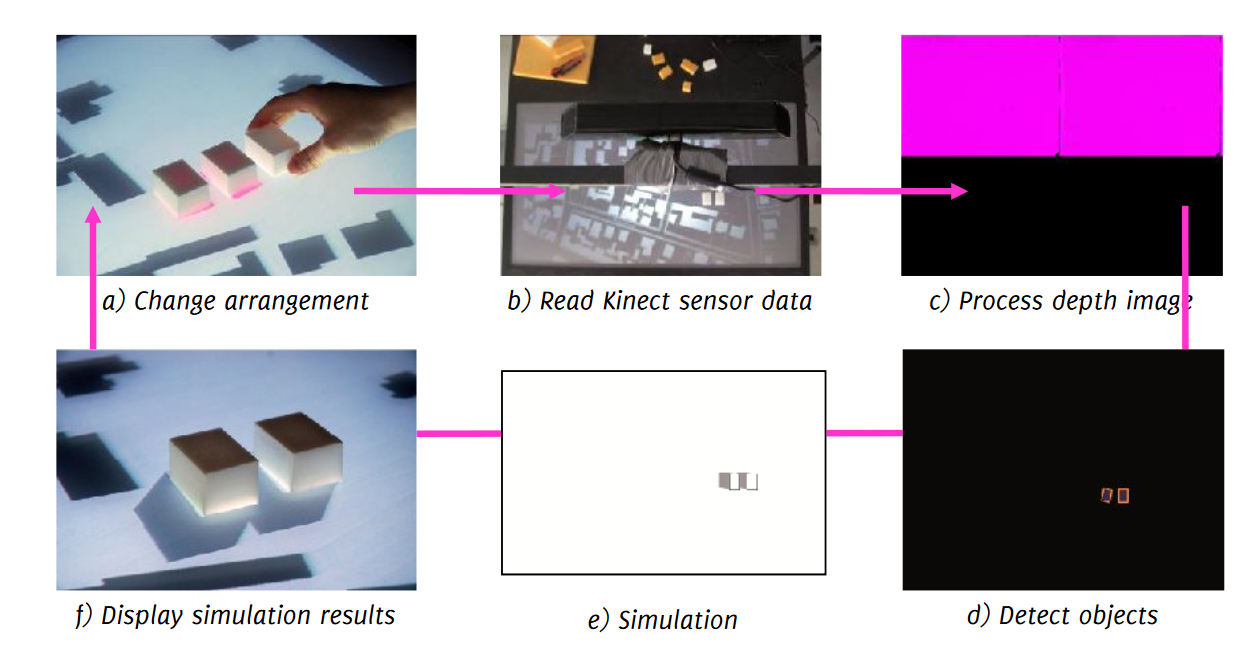 a) Change arrangement
b) Read Kinect sensor data
c) Process depth image
f) Display simulation results
e) Simulation
d) Detect objects